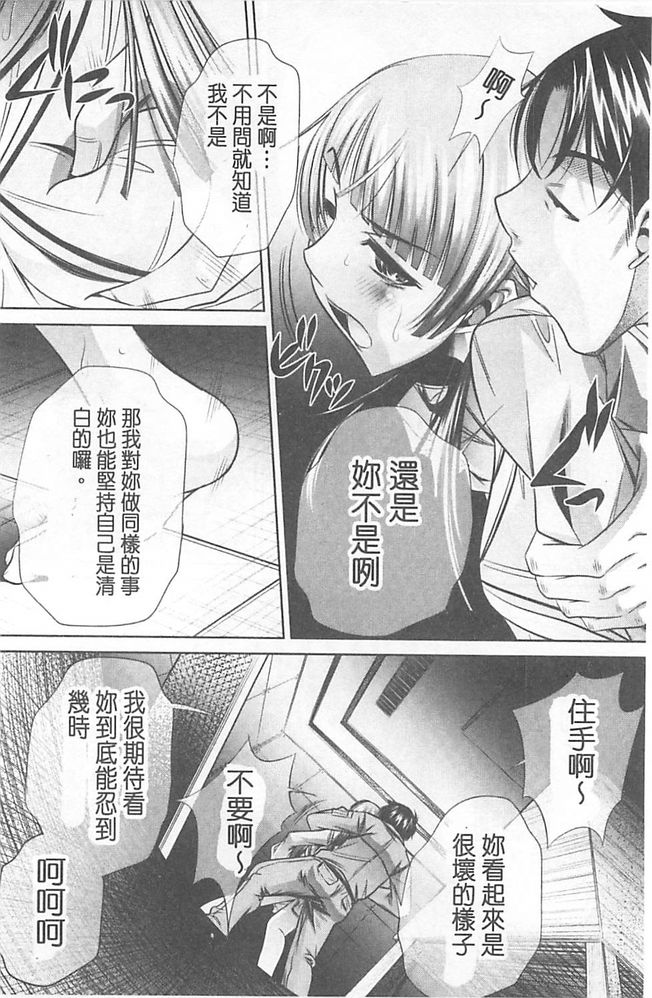 啊～
還是
妳不是咧
不是啊…
不用問就知道
我不是
那我對妳做同樣的事
妳也能堅持自己是清
白的囉。
住手啊～
妳看起來是
很壞的樣子
不要啊～
我很期待看
妳到底能忍到
幾時
呵呵呵
ビクッ